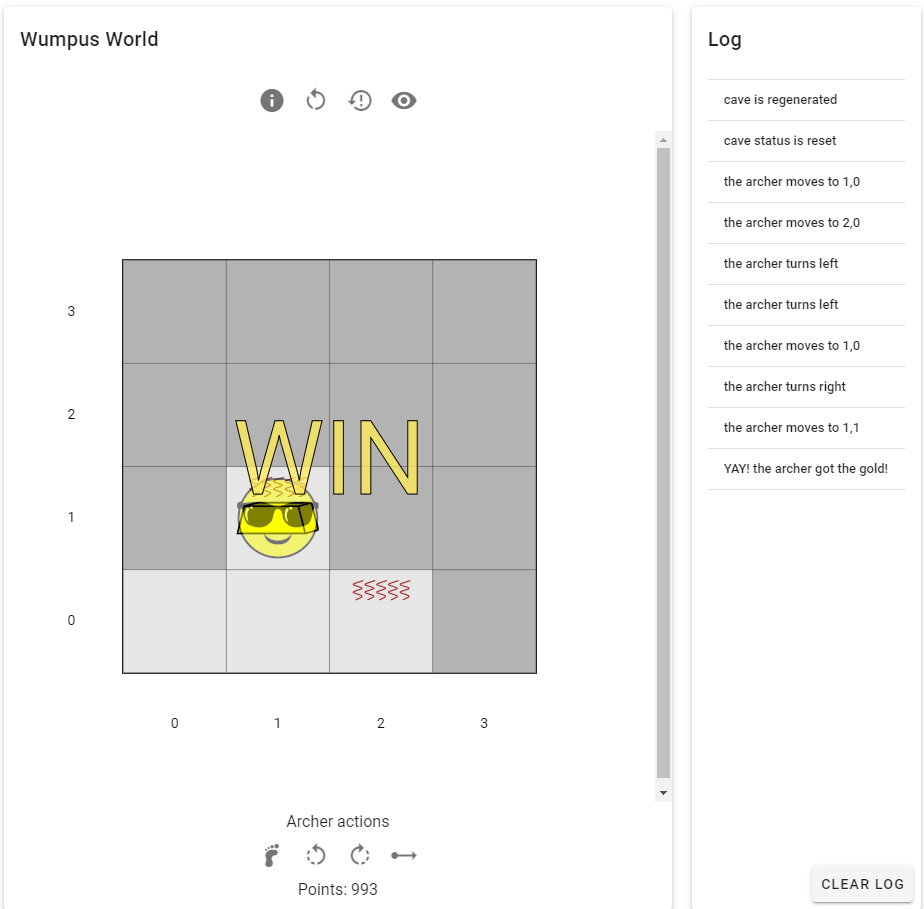 Wumpus World
3
2
WIN
1
0
0 1 2 3
Archer actions
Points: 993
Log
cave is regenerated
cave status is reset
the archer moves to 1,0
the archer moves to 2,0
the archer turns left
the archer turns left
the archer moves to 1,0
the archer turns right
the archer moves to 1,1
YAY! the archer got the gold!
CLEAR LOG